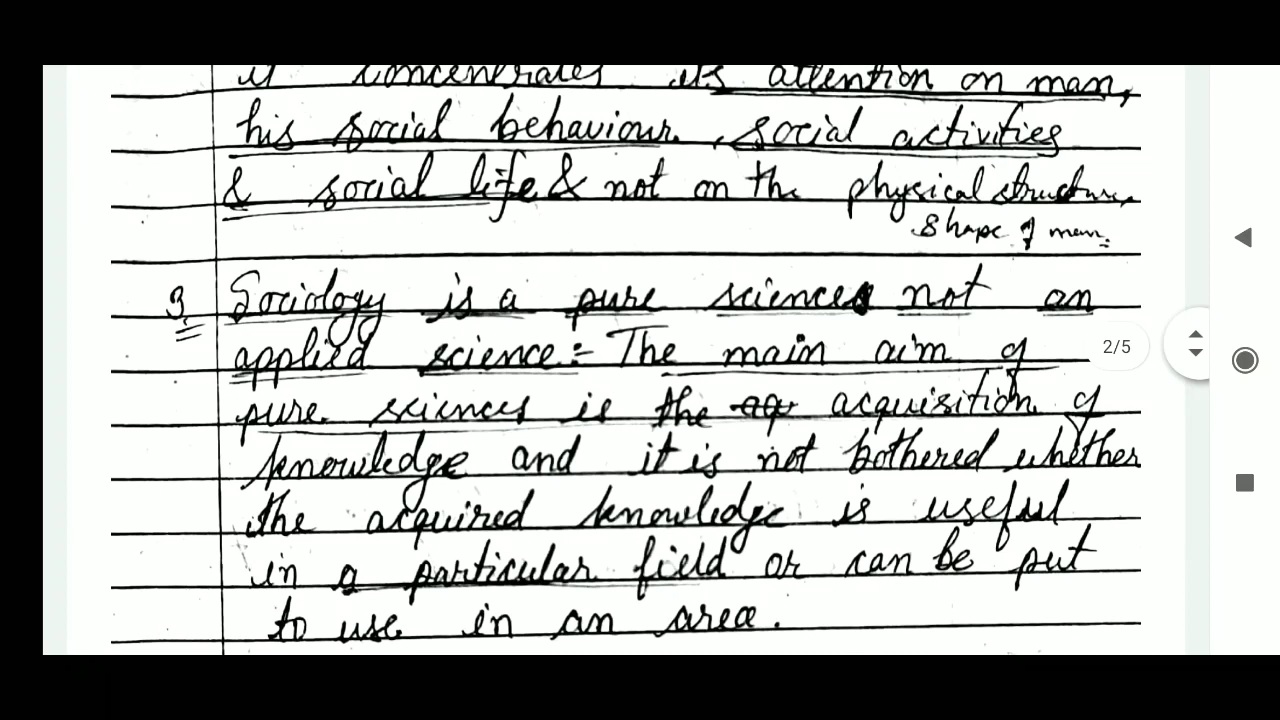 it concentrates its attention on man,
his social behaviour, social activities
& social life & not on the physical structure,
shape of man.
3. Sociology is a pure science not an
applied science:- The main aim of
pure sciences is the acquisition of
knowledge and it is not bothered whether
the acquired knowledge is useful
in a particular field or can be put
to use in an area.
2/5